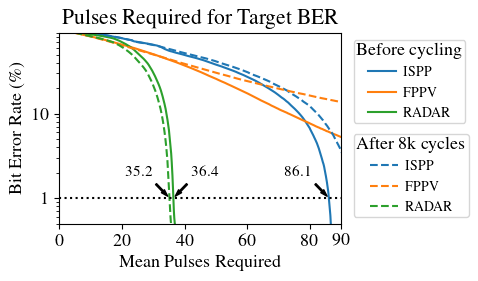 Pulses Required for Target BER
Bit Error Rate (%)
10
1
35.2
36.4
86.1
0
20
40
60
80
90
Mean Pulses Required
Before cycling
ISPP
FPPV
RADAR
After 8k cycles
ISPP
FPPV
RADAR